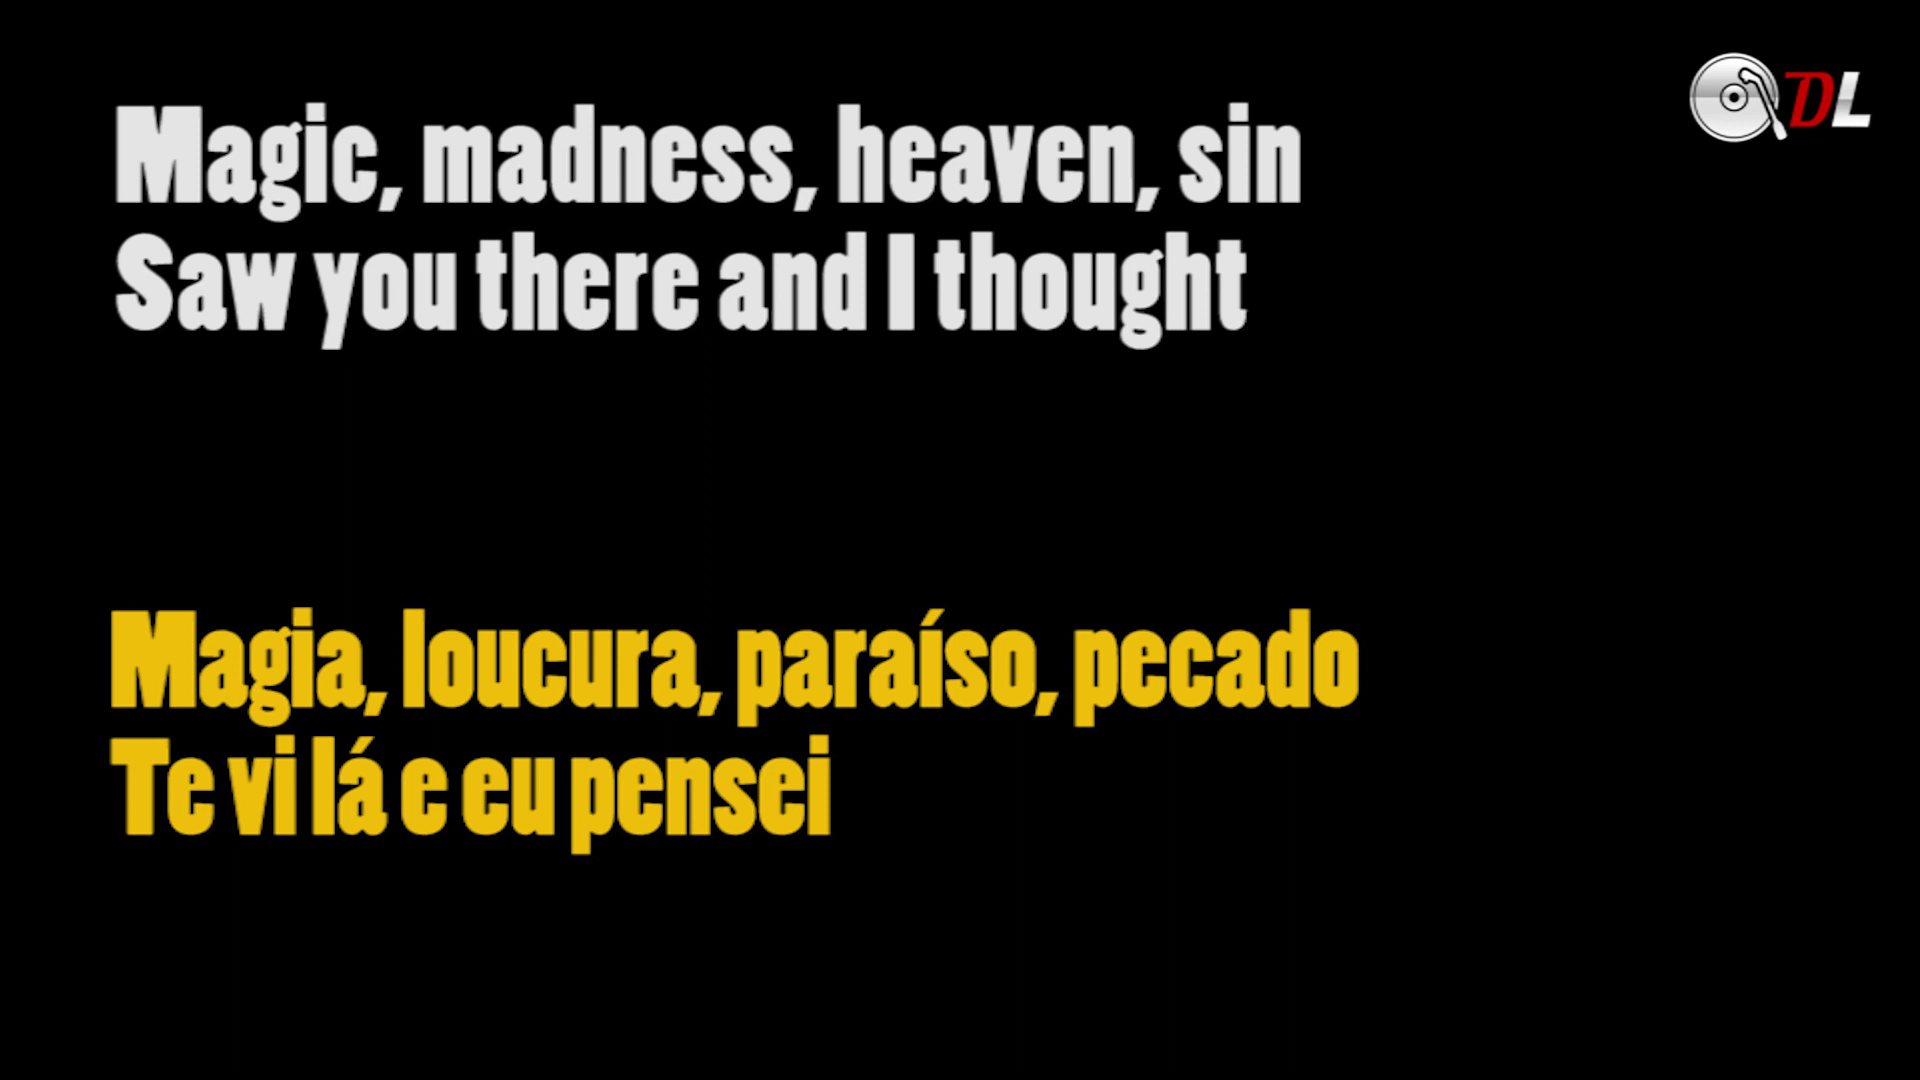 DL
Magic, madness, heaven, sin
Saw you there and I thought
Magia, loucura, paraíso, pecado
Te vi lá e eu pensei